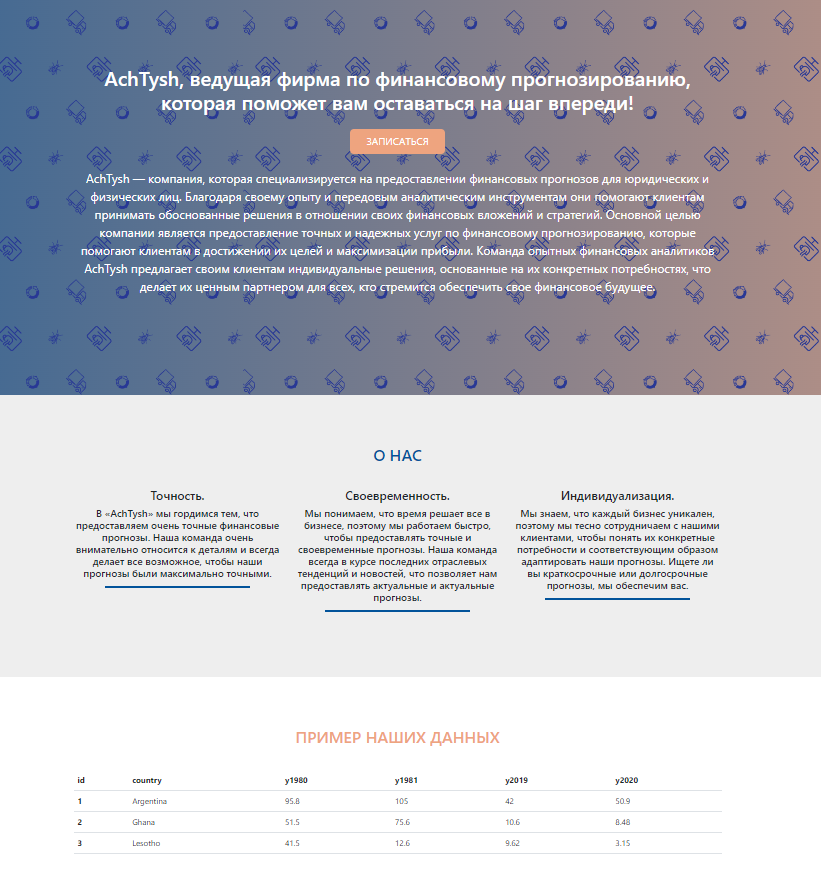 AchTysh, ведущая фирма по финансовому прогнозированию,
которая поможет вам оставаться на шаг впереди!
ЗАПИСАТЬСЯ
AchTysh — компания, которая специализируется на предоставлении финансовых прогнозов для юридических и
физических лиц. Благодаря своему опыту и передовым аналитическим инструментам они помогают клиентам
принимать обоснованные решения в отношении своих финансовых вложений и стратегий. Основной целью
компании является предоставление точных и надежных услуг по финансовому прогнозированию, которые
помогают клиентам в достижении их целей и максимизации прибыли. Команда опытных финансовых аналитиков
AchTysh предлагает своим клиентам индивидуальные решения, основанные на их конкретных потребностях, что
делает их ценным партнером для всех, кто стремится обеспечить свое финансовое будущее.
О НАС
Точность.
В «AchTysh» мы гордимся тем, что
предоставляем очень точные финансовые
прогнозы. Наша команда очень
внимательно относится к деталям и всегда
делает все возможное, чтобы наши
прогнозы были максимально точными.
Своевременность.
Мы понимаем, что время решает все в
бизнесе, поэтому мы работаем быстро,
чтобы предоставлять точные и
своевременные прогнозы. Наша команда
всегда в курсе последних отраслевых
тенденций и новостей, что позволяет нам
предоставлять актуальные и актуальные
прогнозы.
Индивидуализация.
Мы знаем, что каждый бизнес уникален,
поэтому мы тесно сотрудничаем с нашими
клиентами, чтобы понять их конкретные
потребности и соответствующим образом
адаптировать наши прогнозы. Ищете ли
вы краткосрочные или долгосрочные
прогнозы, мы обеспечим вас.
ПРИМЕР НАШИХ ДАННЫХ
id country y1980 y1981 y2019 y2020
1 Argentina 95.8 105 42 50.9
2 Ghana 51.5 75.6 10.6 8.48
3 Lesotho 41.5 12.6 9.62 3.15